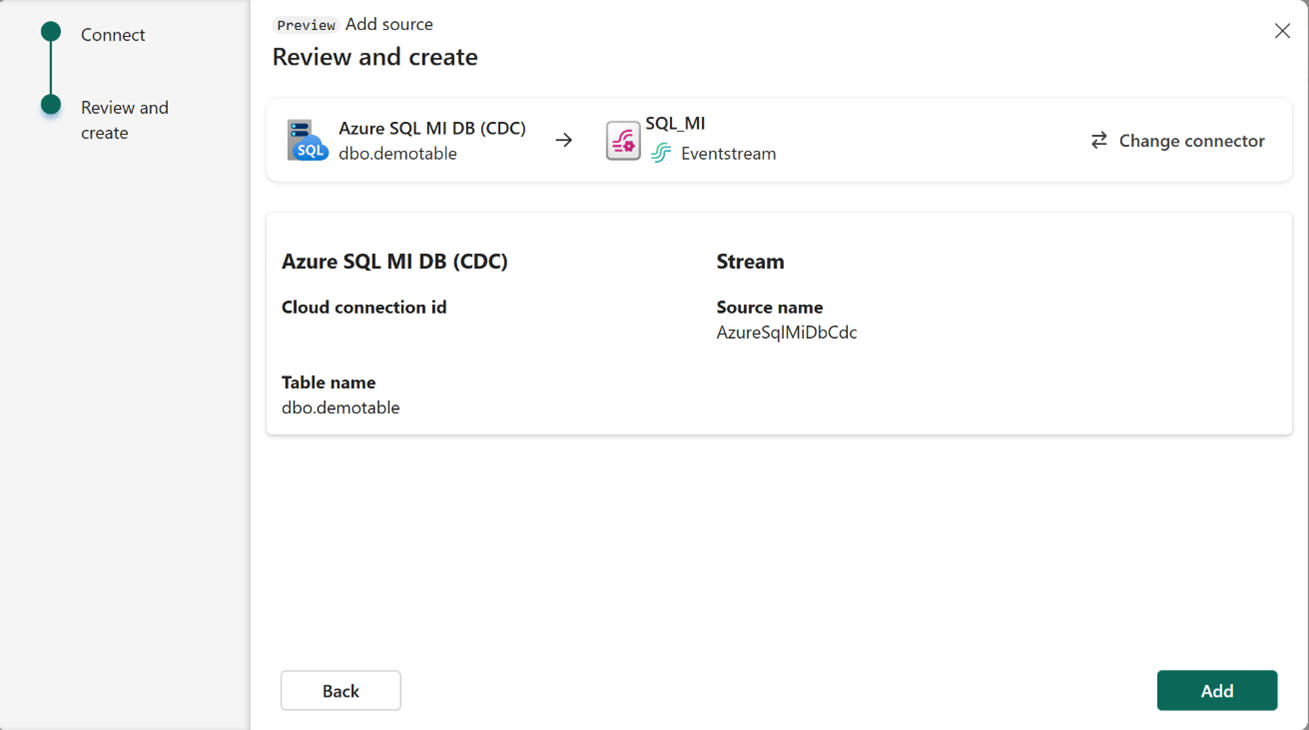 Connect
Review and
create
Preview Add source
Review and create
Azure SQL MI DB (CDC)
dbo.demotable
SQL
SQL_MI
Eventstream
Change connector
Azure SQL MI DB (CDC)
Cloud connection id
Table name
dbo.demotable
Stream
Source name
AzureSqlMiDbCdc
Back
Add